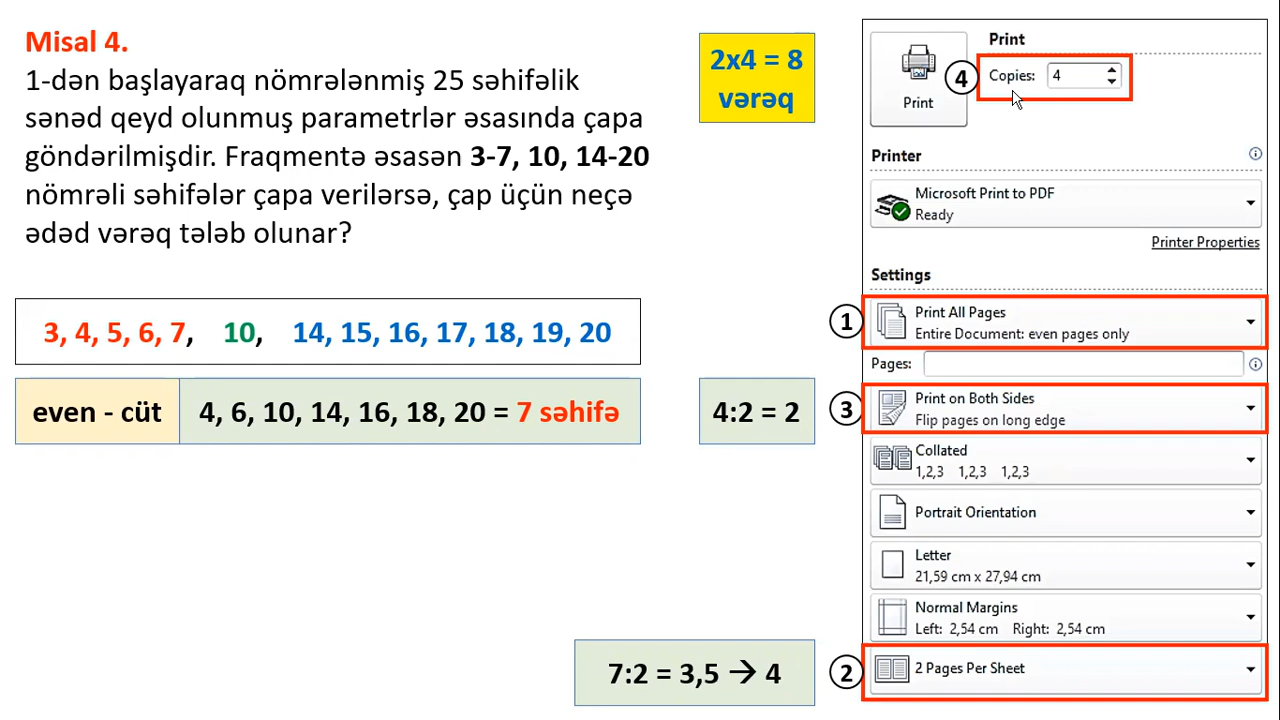 Misal 4.
1-dən başlayaraq nömrələnmiş 25 səhifəlik
sənəd qeyd olunmuş parametrlər əsasında çapa
göndərilmişdir. Fraqmentə əsasən 3-7, 10, 14-20
nömrəli səhifələr çapa verilərsə, çap üçün neçə
ədəd vərəq tələb olunar?
2x4 = 8
vərəq
3, 4, 5, 6, 7, 10, 14, 15, 16, 17, 18, 19, 20
even - cüt
4, 6, 10, 14, 16, 18, 20 = 7 səhifə
4:2 = 2
7:2 = 3,5 → 4
Print
Print
4
Copies: 4
Printer
Microsoft Print to PDF
Ready
Printer Properties
Settings
1
Print All Pages
Entire Document: even pages only
Pages:
3
Print on Both Sides
Flip pages on long edge
Collated
1,2,3 1,2,3 1,2,3
Portrait Orientation
Letter
21,59 cm x 27,94 cm
Normal Margins
Left: 2,54 cm Right: 2,54 cm
2
2 Pages Per Sheet